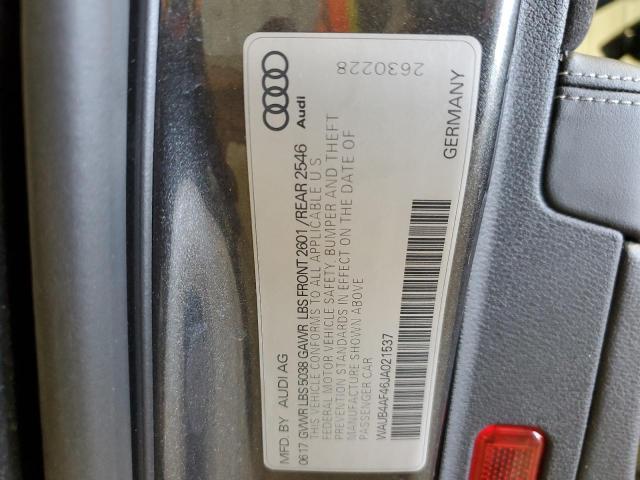 Audi
2630228
MFD. BY AUDI AG
06 17 GVWR LBS 5038 GAWR LBS FRONT 2601 / REAR 2546
THIS VEHICLE CONFORMS TO ALL APPLICABLE U S
FEDERAL MOTOR VEHICLE SAFETY, BUMPER AND THEFT
PREVENTION STANDARDS IN EFFECT ON THE DATE OF
MANUFACTURE SHOWN ABOVE
PASSENGER CAR
WAUB4AF46JA021537
GERMANY